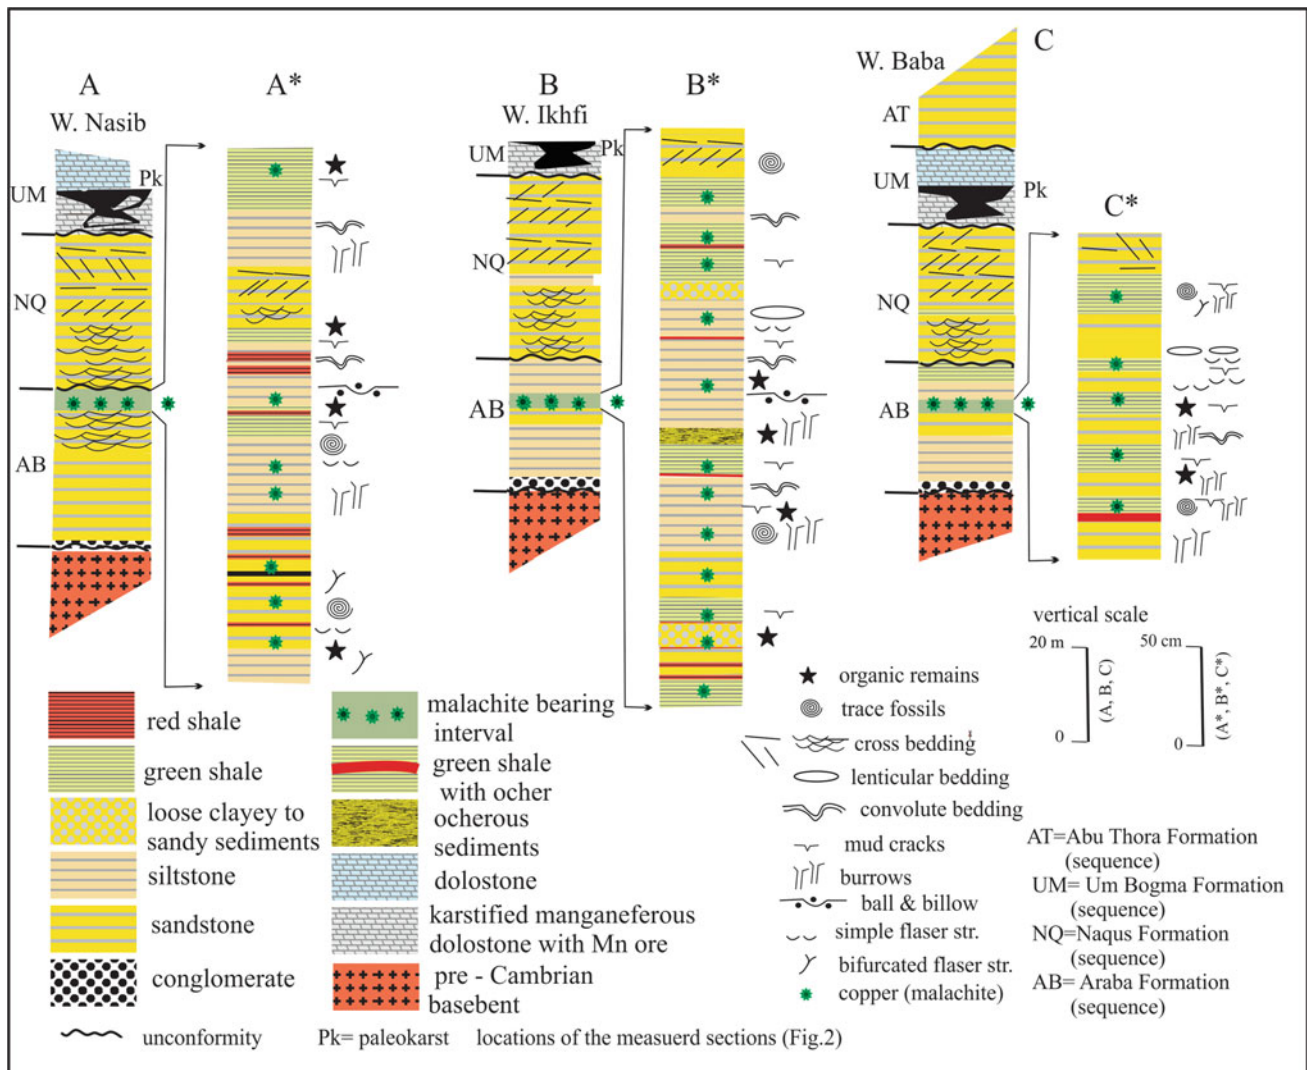 A
W. Nasib
A*
B
W. Ikhfi
B*
W. Baba
C
C*
UM
Pk
NQ
AB
UM
Pk
NQ
AB
AT
UM
Pk
NQ
AB
red shale
green shale
loose clayey to
sandy sediments
siltstone
sandstone
conglomerate
unconformity
malachite bearing
interval
green shale
with ocher
ocherous
sediments
dolostone
karstified manganeferous
dolostone with Mn ore
pre - Cambrian
basebent
Pk= paleokarst
locations of the measuerd sections (Fig.2)
organic remains
trace fossils
cross bedding
lenticular bedding
convolute bedding
mud cracks
burrows
ball & billow
simple flaser str.
bifurcated flaser str.
copper (malachite)
vertical scale
20 m
0
(A, B, C)
50 cm
0
(A*, B*, C*)
AT=Abu Thora Formation
(sequence)
UM= Um Bogma Formation
(sequence)
NQ=Naqus Formation
(sequence)
AB= Araba Formation
(sequence)